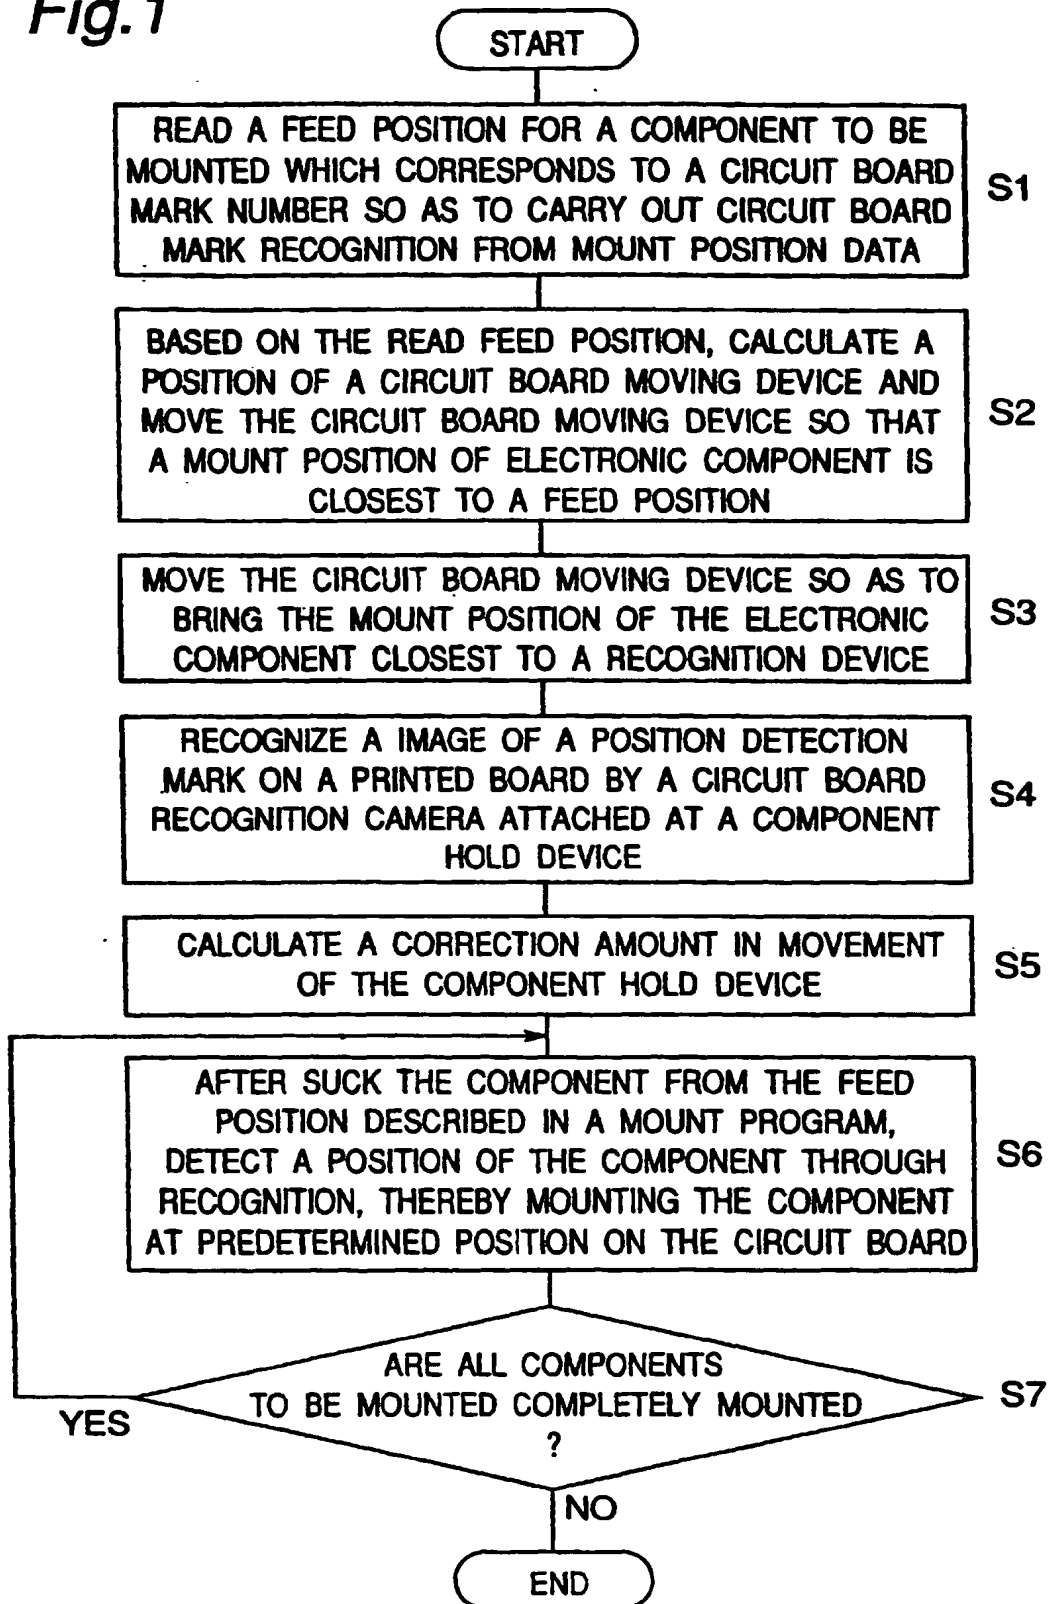 Fig.1
START
READ A FEED POSITION FOR A COMPONENT TO BE
MOUNTED WHICH CORRESPONDS TO A CIRCUIT BOARD
MARK NUMBER SO AS TO CARRY OUT CIRCUIT BOARD
MARK RECOGNITION FROM MOUNT POSITION DATA
S1
BASED ON THE READ FEED POSITION, CALCULATE A
POSITION OF A CIRCUIT BOARD MOVING DEVICE AND
MOVE THE CIRCUIT BOARD MOVING DEVICE SO THAT
A MOUNT POSITION OF ELECTRONIC COMPONENT IS
CLOSEST TO A FEED POSITION
S2
MOVE THE CIRCUIT BOARD MOVING DEVICE SO AS TO
BRING THE MOUNT POSITION OF THE ELECTRONIC
COMPONENT CLOSEST TO A RECOGNITION DEVICE
S3
RECOGNIZE A IMAGE OF A POSITION DETECTION
MARK ON A PRINTED BOARD BY A CIRCUIT BOARD
RECOGNITION CAMERA ATTACHED AT A COMPONENT
HOLD DEVICE
S4
CALCULATE A CORRECTION AMOUNT IN MOVEMENT
OF THE COMPONENT HOLD DEVICE
S5
AFTER SUCK THE COMPONENT FROM THE FEED
POSITION DESCRIBED IN A MOUNT PROGRAM,
DETECT A POSITION OF THE COMPONENT THROUGH
RECOGNITION, THEREBY MOUNTING THE COMPONENT
AT PREDETERMINED POSITION ON THE CIRCUIT BOARD
S6
ARE ALL COMPONENTS
TO BE MOUNTED COMPLETELY MOUNTED
?
S7
YES
NO
END